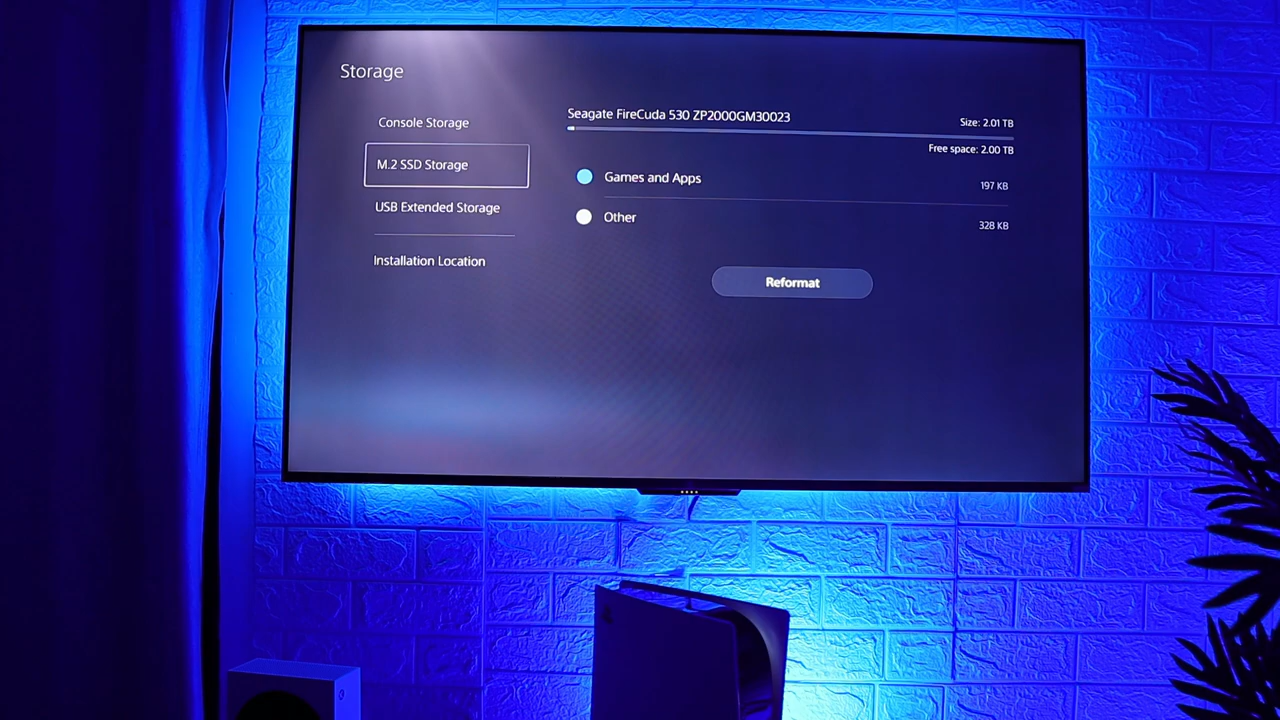 Storage
Console Storage
M.2 SSD Storage
USB Extended Storage
Installation Location
Seagate FireCuda 530 ZP2000GM30023
Size: 2.01 TB
Free space: 2.00 TB
Games and Apps
197 KB
Other
328 KB
Reformat